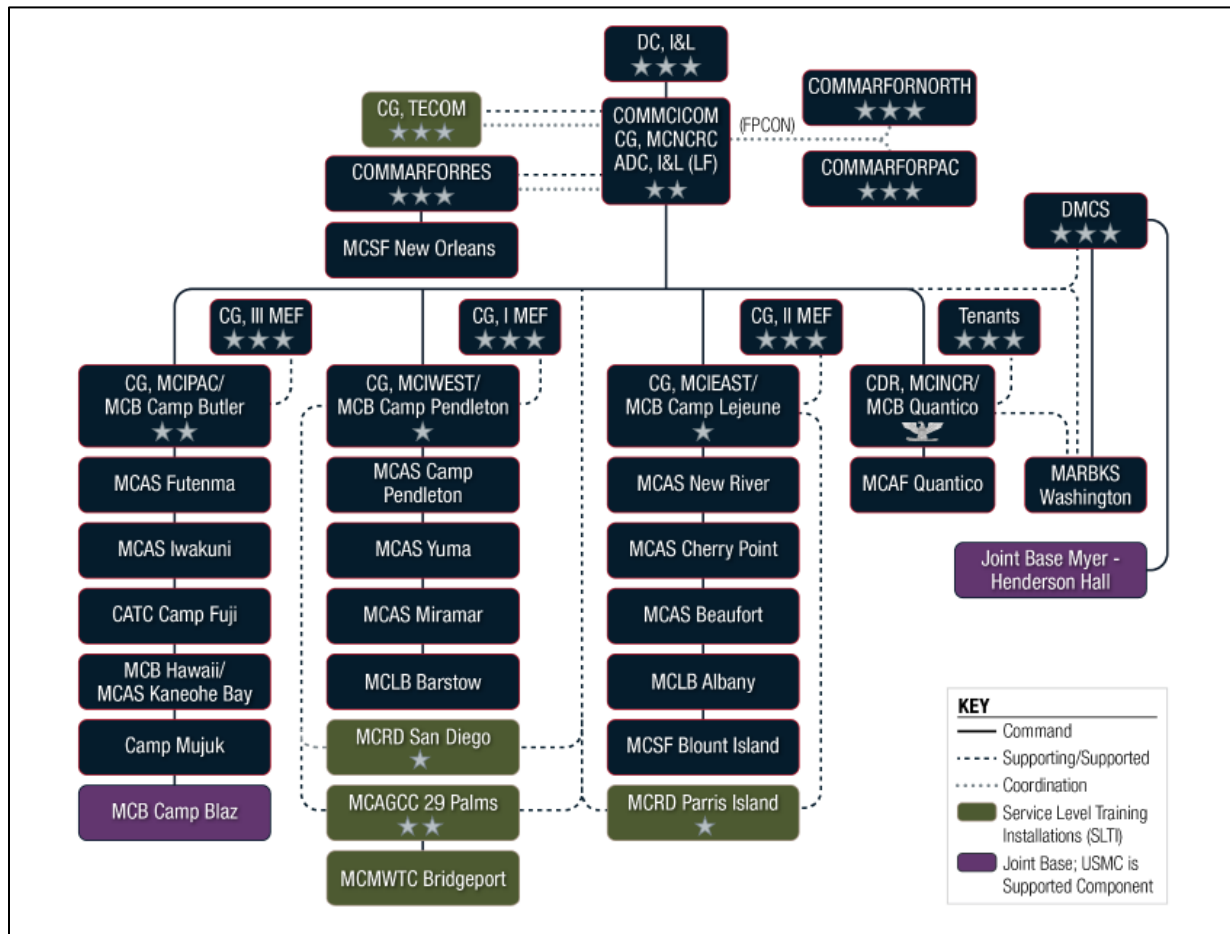 DC, I&L
CG, TECOM
COMMCICOM
CG, MCNCRC
ADC, I&L (LF)
(FPCON)
COMMARFORNORTH
COMMARFORPAC
COMMARFORRES
MCSF New Orleans
DMCS
CG, III MEF
CG, I MEF
CG, II MEF
Tenants
CG, MCIPAC/
MCB Camp Butler
CG, MCIWEST/
MCB Camp Pendleton
CG, MCIEAST/
MCB Camp Lejeune
CDR, MCINCR/
MCB Quantico
MCAS Futenma
MCAS Camp
Pendleton
MCAS New River
MCAF Quantico
MARBKS
Washington
MCAS Iwakuni
MCAS Yuma
MCAS Cherry Point
Joint Base Myer -
Henderson Hall
CATC Camp Fuji
MCAS Miramar
MCAS Beaufort
MCB Hawaii/
MCAS Kaneohe Bay
MCLB Barstow
MCLB Albany
Camp Mujuk
MCRD San Diego
MCSF Blount Island
MCB Camp Blaz
MCAGCC 29 Palms
MCRD Parris Island
MCMWTC Bridgeport
KEY
Command
Supporting/Supported
Coordination
Service Level Training
Installations (SLTI)
Joint Base; USMC is
Supported Component